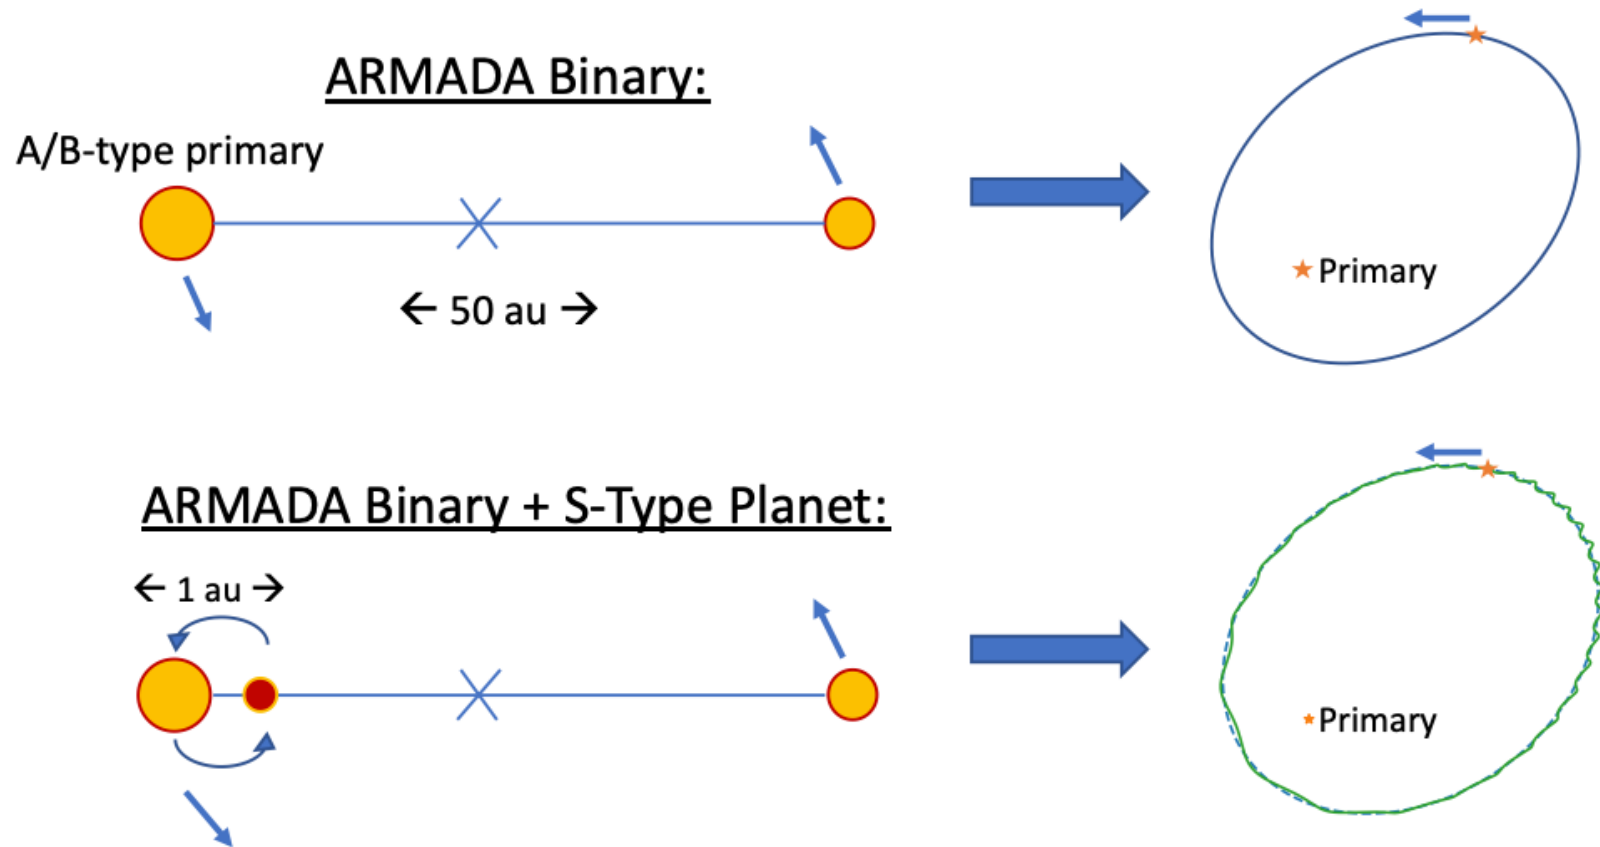 ARMADA Binary:
A/B-type primary
← 50 au →
Primary
ARMADA Binary + S-Type Planet:
← 1 au →
Primary